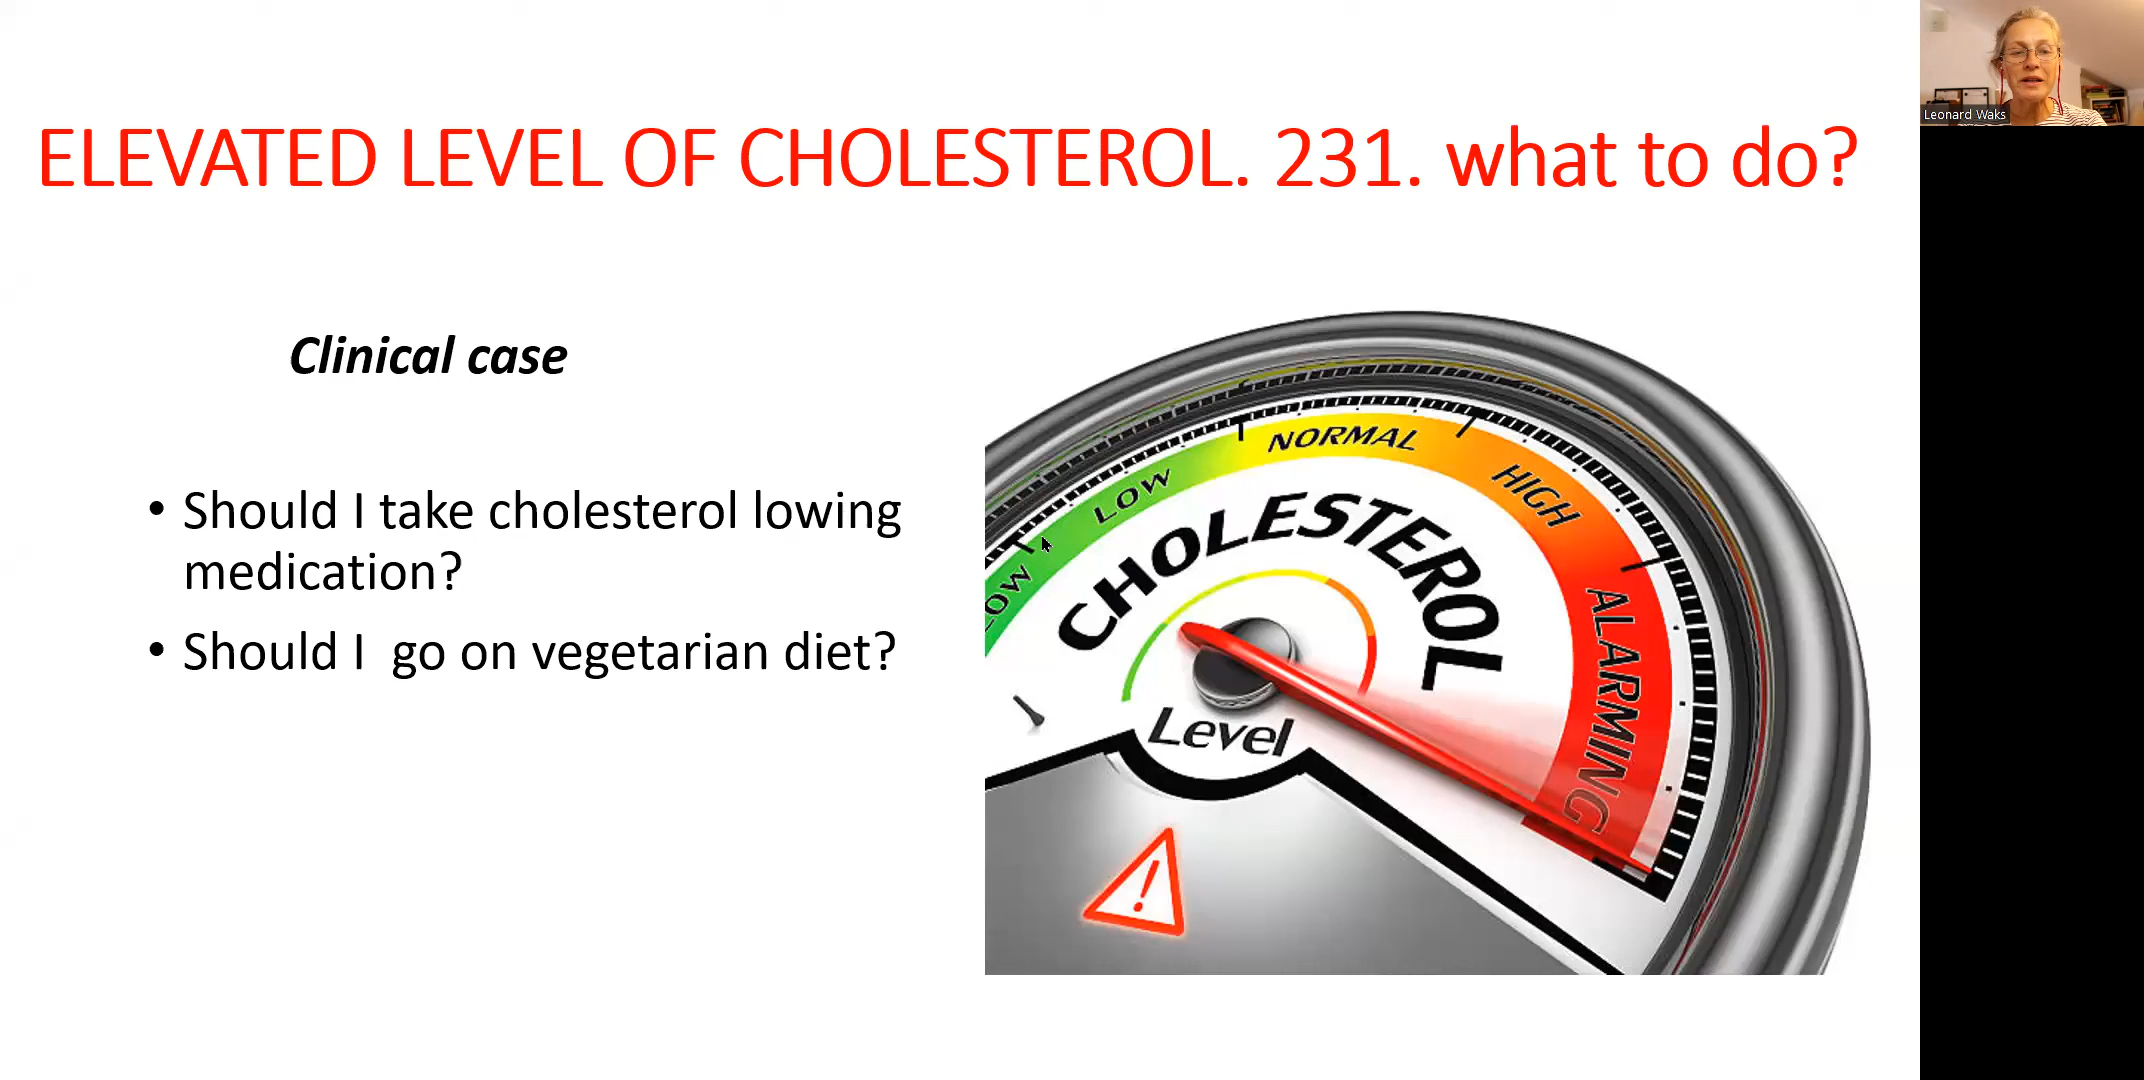 Leonard Waks
ELEVATED LEVEL OF CHOLESTEROL. 231. what to do?
Clinical case
• Should I take cholesterol lowing
medication?
• Should I go on vegetarian diet?
LOW
LOW
NORMAL
HIGH
ALARMING
CHOLESTEROL
Level
!